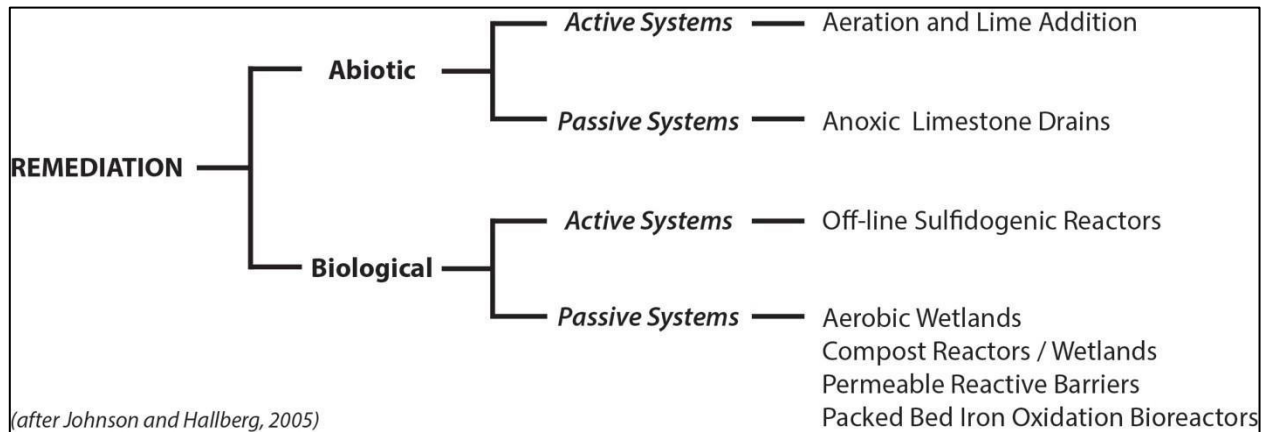 Active Systems Aeration and Lime Addition
Abiotic
Passive Systems Anoxic Limestone Drains
REMEDIATION
Active Systems Off-line Sulfidogenic Reactors
Biological
Passive Systems Aerobic Wetlands
Compost Reactors / Wetlands
Permeable Reactive Barriers
(after Johnson and Hallberg, 2005) Packed Bed Iron Oxidation Bioreactors